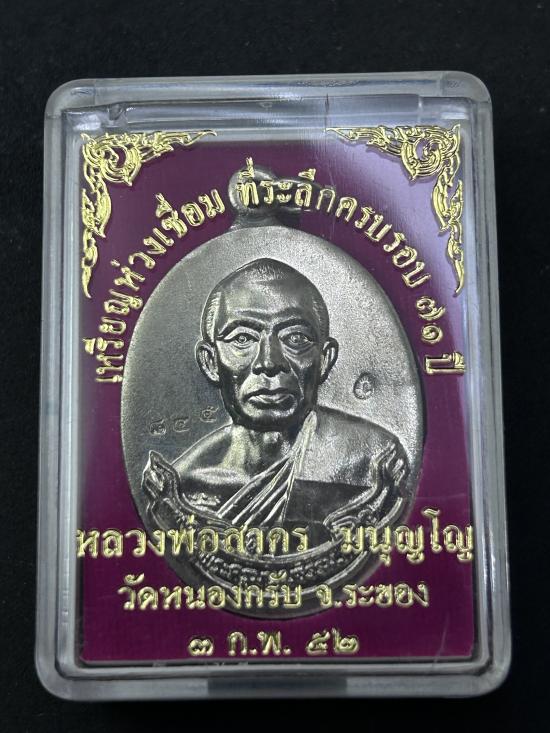 เหรียญห่วงเชื่อม ที่ระลึกครบรอบ ๗๑ ปี
๘๔๕
หลวงพ่อสาคร มนุญโญ
วัดหนองกรับ จ.ระยอง
๓ ก.พ. ๕๒